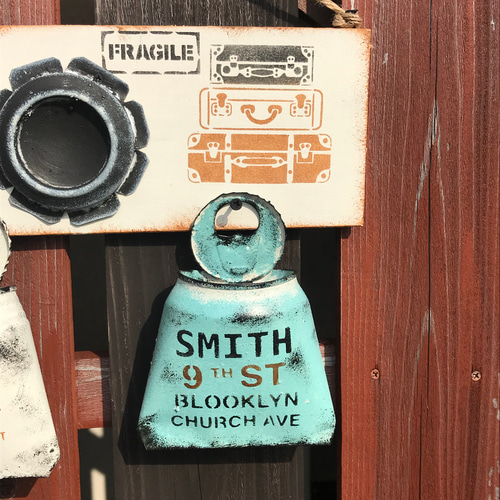 FRAGILE
SMITH
9TH ST
BLOOKLYN
CHURCH AVE
T